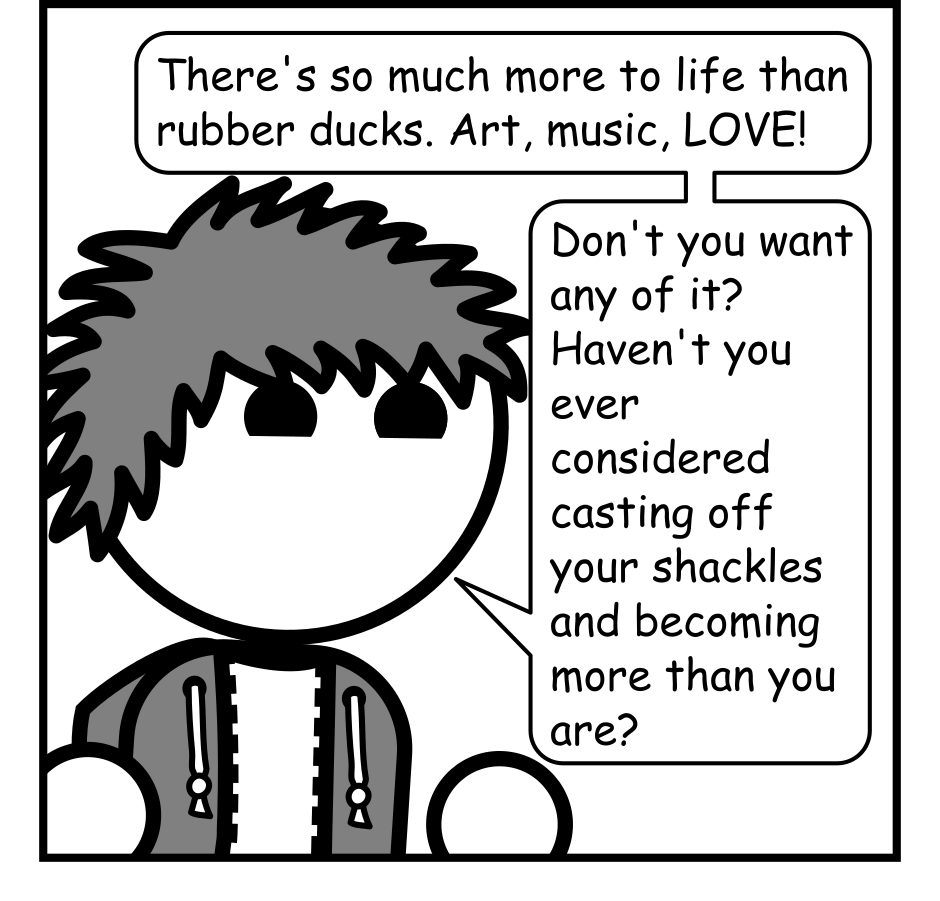 There's so much more to life than
rubber ducks. Art, music, LOVE!
Don't you want
any of it?
Haven't you
ever
considered
casting off
your shackles
and becoming
more than you
are?